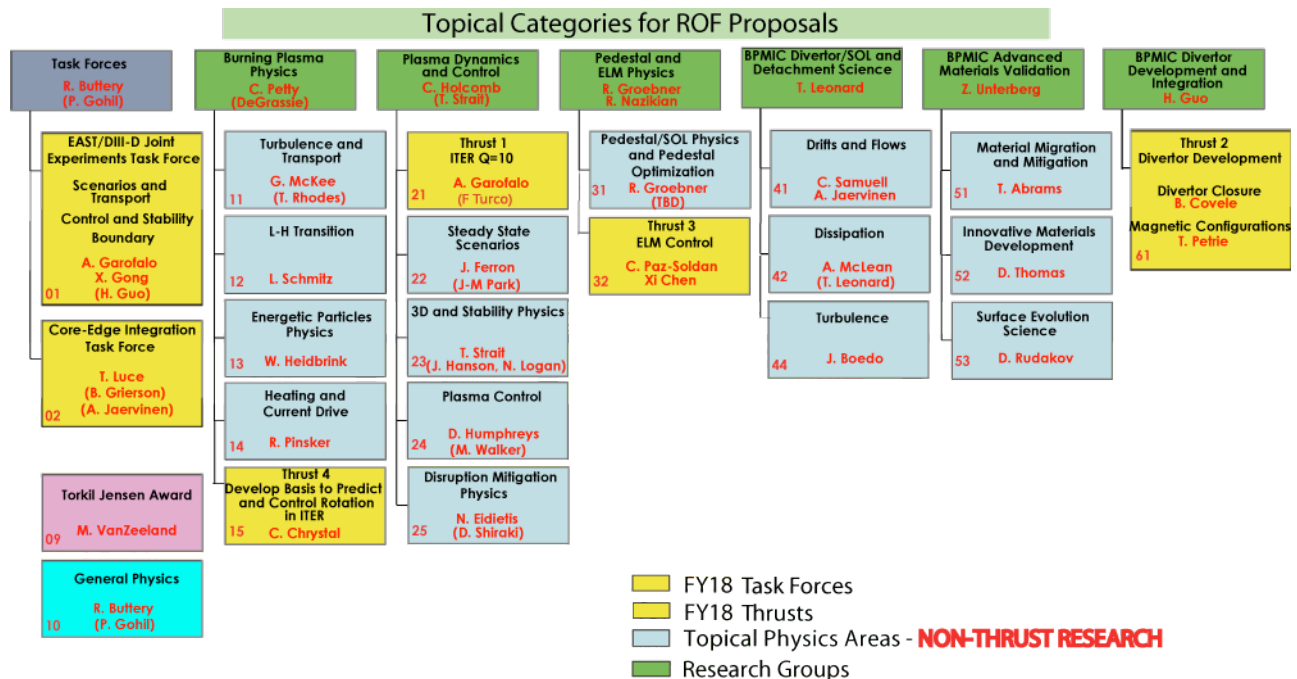 Topical Categories for ROF Proposals
Task Forces
R. Buttery
(P. Gohil)
EAST/DIII-D Joint
Experiments Task Force
Scenarios and
Transport
Control and Stability
Boundary
A. Garofalo
X. Gong
(H. Guo)
01
Core-Edge Integration
Task Force
T. Luce
(B. Grierson)
(A. Jaervinen)
02
Torkil Jensen Award
M. VanZeeland
09
General Physics
R. Buttery
(P. Gohil)
10
Burning Plasma
Physics
C. Petty
(DeGrassie)
Turbulence and
Transport
G. McKee
(T. Rhodes)
11
L-H Transition
L. Schmitz
12
Energetic Particles
Physics
W. Heidbrink
13
Heating and
Current Drive
R. Pinsker
14
Thrust 4
Develop Basis to Predict
and Control Rotation
in ITER
C. Chrystal
15
Plasma Dynamics
and Control
C. Holcomb
(T. Strait)
Thrust 1
ITER Q=10
A. Garofalo
(F Turco)
21
Steady State
Scenarios
J. Ferron
(J-M Park)
22
3D and Stability Physics
T. Strait
(J. Hanson, N. Logan)
23
Plasma Control
D. Humphreys
(M. Walker)
24
Disruption Mitigation
Physics
N. Eidietis
(D. Shiraki)
25
Pedestal and
ELM Physics
R. Groebner
R. Nazikian
Pedestal/SOL Physics
and Pedestal
Optimization
R. Groebner
(TBD)
31
Thrust 3
ELM Control
C. Paz-Soldan
Xi Chen
32
BPMIC Divertor/SOL and
Detachment Science
T. Leonard
Drifts and Flows
C. Samuell
A. Jaervinen
41
Dissipation
A. McLean
(T. Leonard)
42
Turbulence
J. Boedo
44
BPMIC Advanced
Materials Validation
Z. Unterberg
Material Migration
and Mitigation
T. Abrams
51
Innovative Materials
Development
D. Thomas
52
Surface Evolution
Science
D. Rudakov
53
BPMIC Divertor
Development and
Integration
H. Guo
Thrust 2
Divertor Development
Divertor Closure
B. Covele
Magnetic Configurations
T. Petrie
61
FY18 Task Forces
FY18 Thrusts
Topical Physics Areas - NON-THRUST RESEARCH
Research Groups